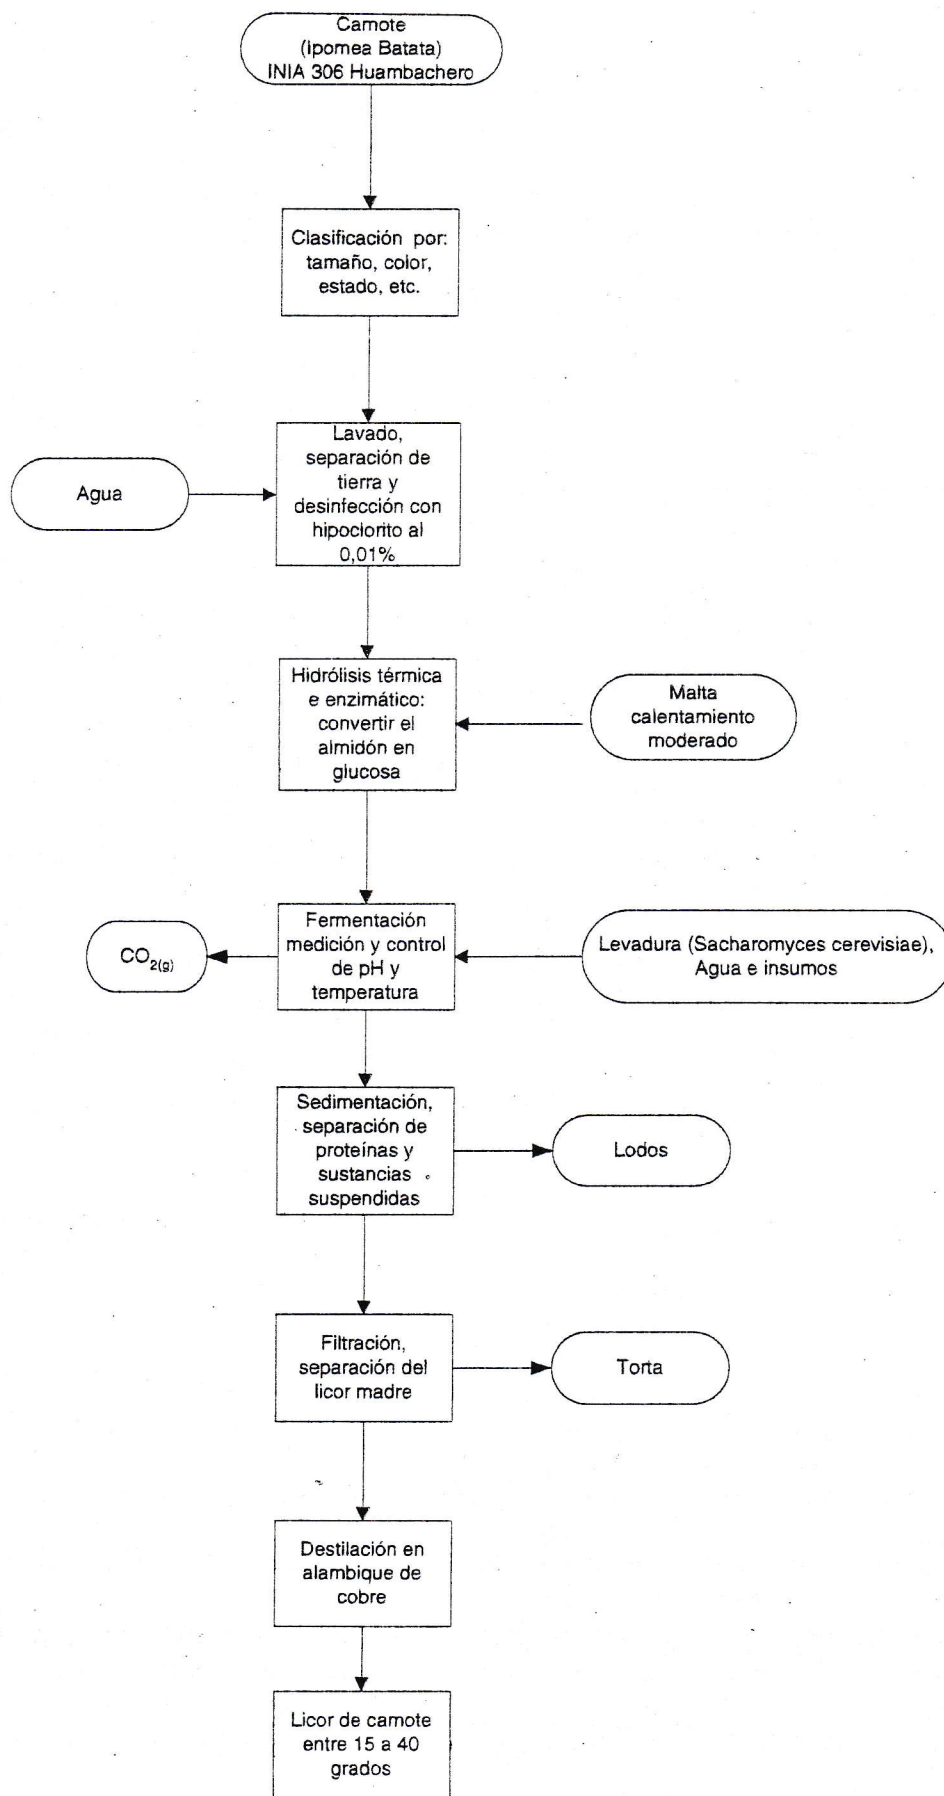 Camote
(Ipomea Batata)
INIA 306 Huambachero
Clasificación por:
tamaño, color,
estado, etc.
Lavado,
separación de
tierra y
desinfección con
hipoclorito al
0,01%
Agua
Hidrólisis térmica
e enzimático:
convertir el
almidón en
glucosa
Malta
calentamiento
moderado
Fermentación
medición y control
de pH y
temperatura
CO2(g)
Levadura (Sacharomyces cerevisiae),
Agua e insumos
Sedimentación,
separación de
proteínas y
sustancias
suspendidas
Lodos
Filtración,
separación del
licor madre
Torta
Destilación en
alambique de
cobre
Licor de camote
entre 15 a 40
grados